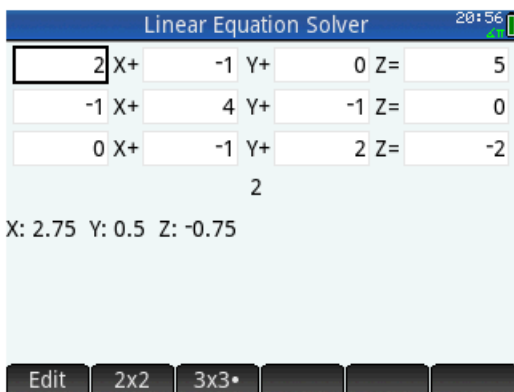 Linear Equation Solver 20:56
∡π
2 X+ -1 Y+ 0 Z= 5
-1 X+ 4 Y+ -1 Z= 0
0 X+ -1 Y+ 2 Z= -2
2
X: 2.75 Y: 0.5 Z: -0.75
Edit 2x2 3x3•